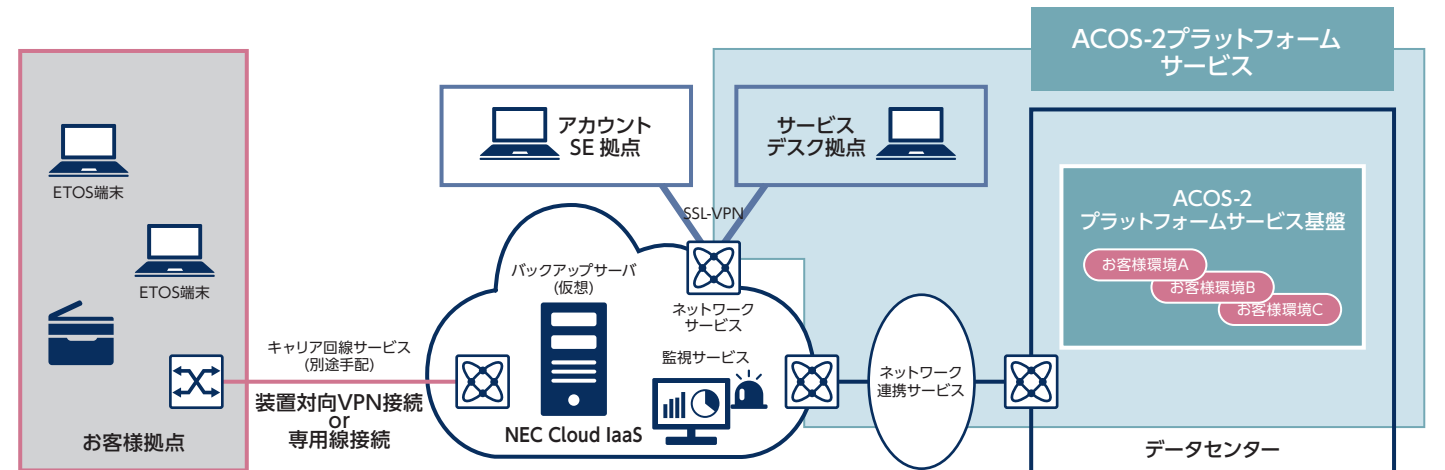 ACOS-2プラットフォーム
サービス
アカウント
SE 拠点
サービス
デスク拠点
ETOS端末
ETOS端末
SSL-VPN
ACOS-2
プラットフォームサービス基盤
お客様環境A
お客様環境B
お客様環境C
バックアップサーバ
(仮想)
ネットワーク
サービス
キャリア回線サービス
(別途手配)
装置対向VPN接続
or
専用線接続
監視サービス
NEC Cloud IaaS
ネットワーク
連携サービス
お客様拠点
データセンター